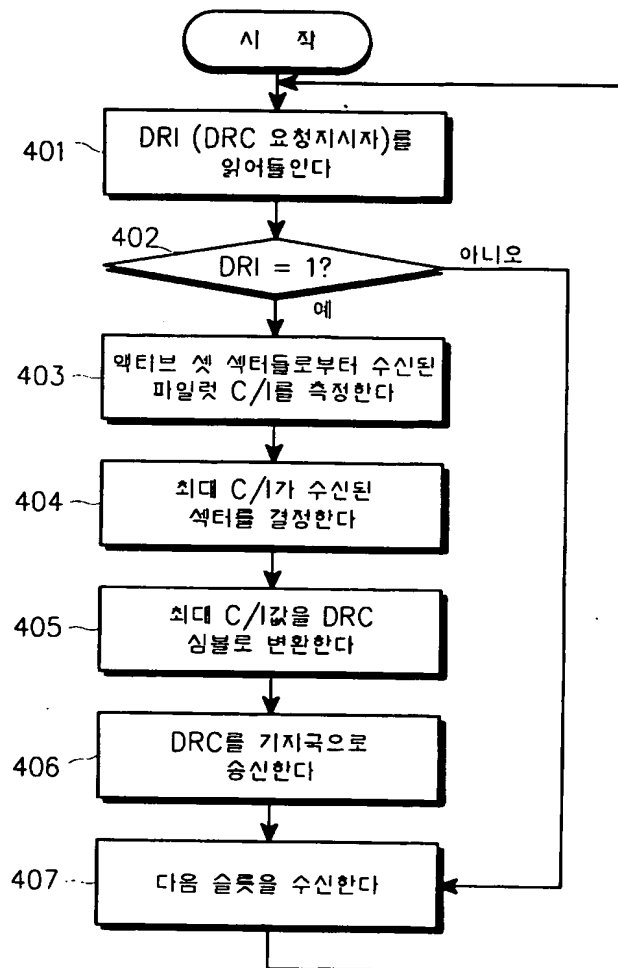 시 작
401
DRI (DRC 요청지시자)를
읽어들인다
402
DRI = 1?
아니오
예
403
액티브 셋 섹터들로부터 수신된
파일럿 C/I를 측정한다
404
최대 C/I가 수신된
섹터를 결정한다
405
최대 C/I값을 DRC
심볼로 변환한다
406
DRC를 기지국으로
송신한다
407
다음 슬롯을 수신한다